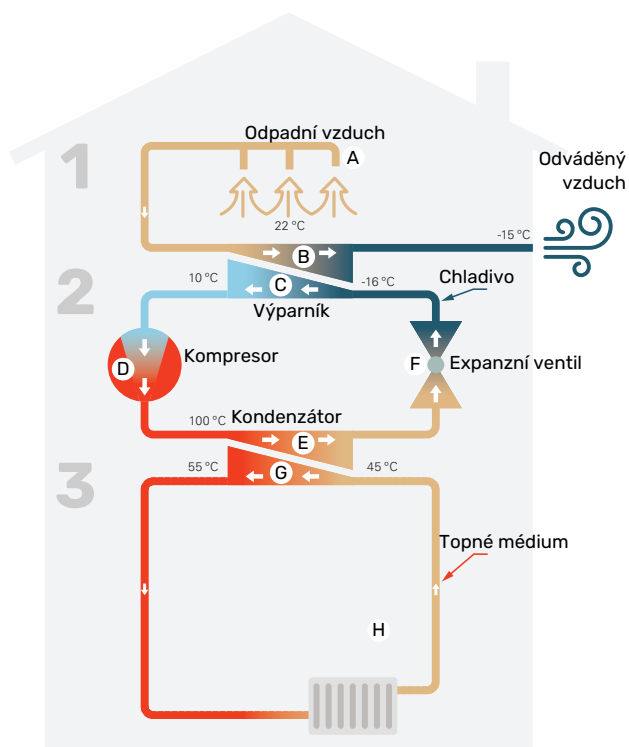 1
Odpadní vzduch
A
Odváděný
vzduch
22 °C
-15 °C
B
2
10 °C
C
-16 °C
Chladivo
Výparník
Kompresor
D
F
Expanzní ventil
100 °C
Kondenzátor
E
3
55 °C
G
45 °C
Topné médium
H